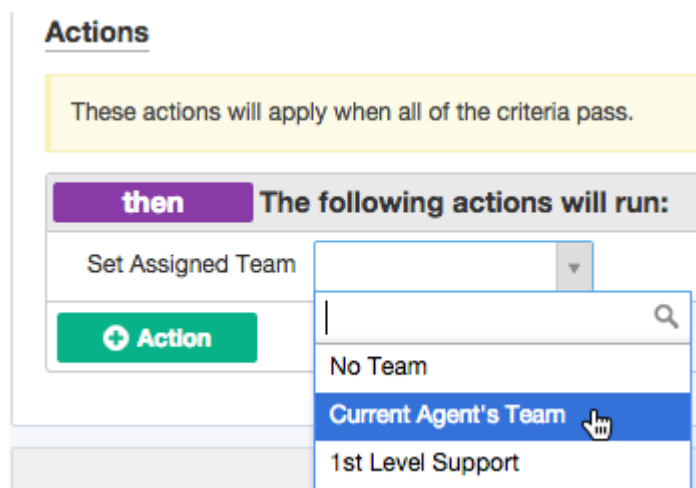 Actions
These actions will apply when all of the criteria pass.
then The following actions will run:
Set Assigned Team
Action
No Team
Current Agent's Team
1st Level Support